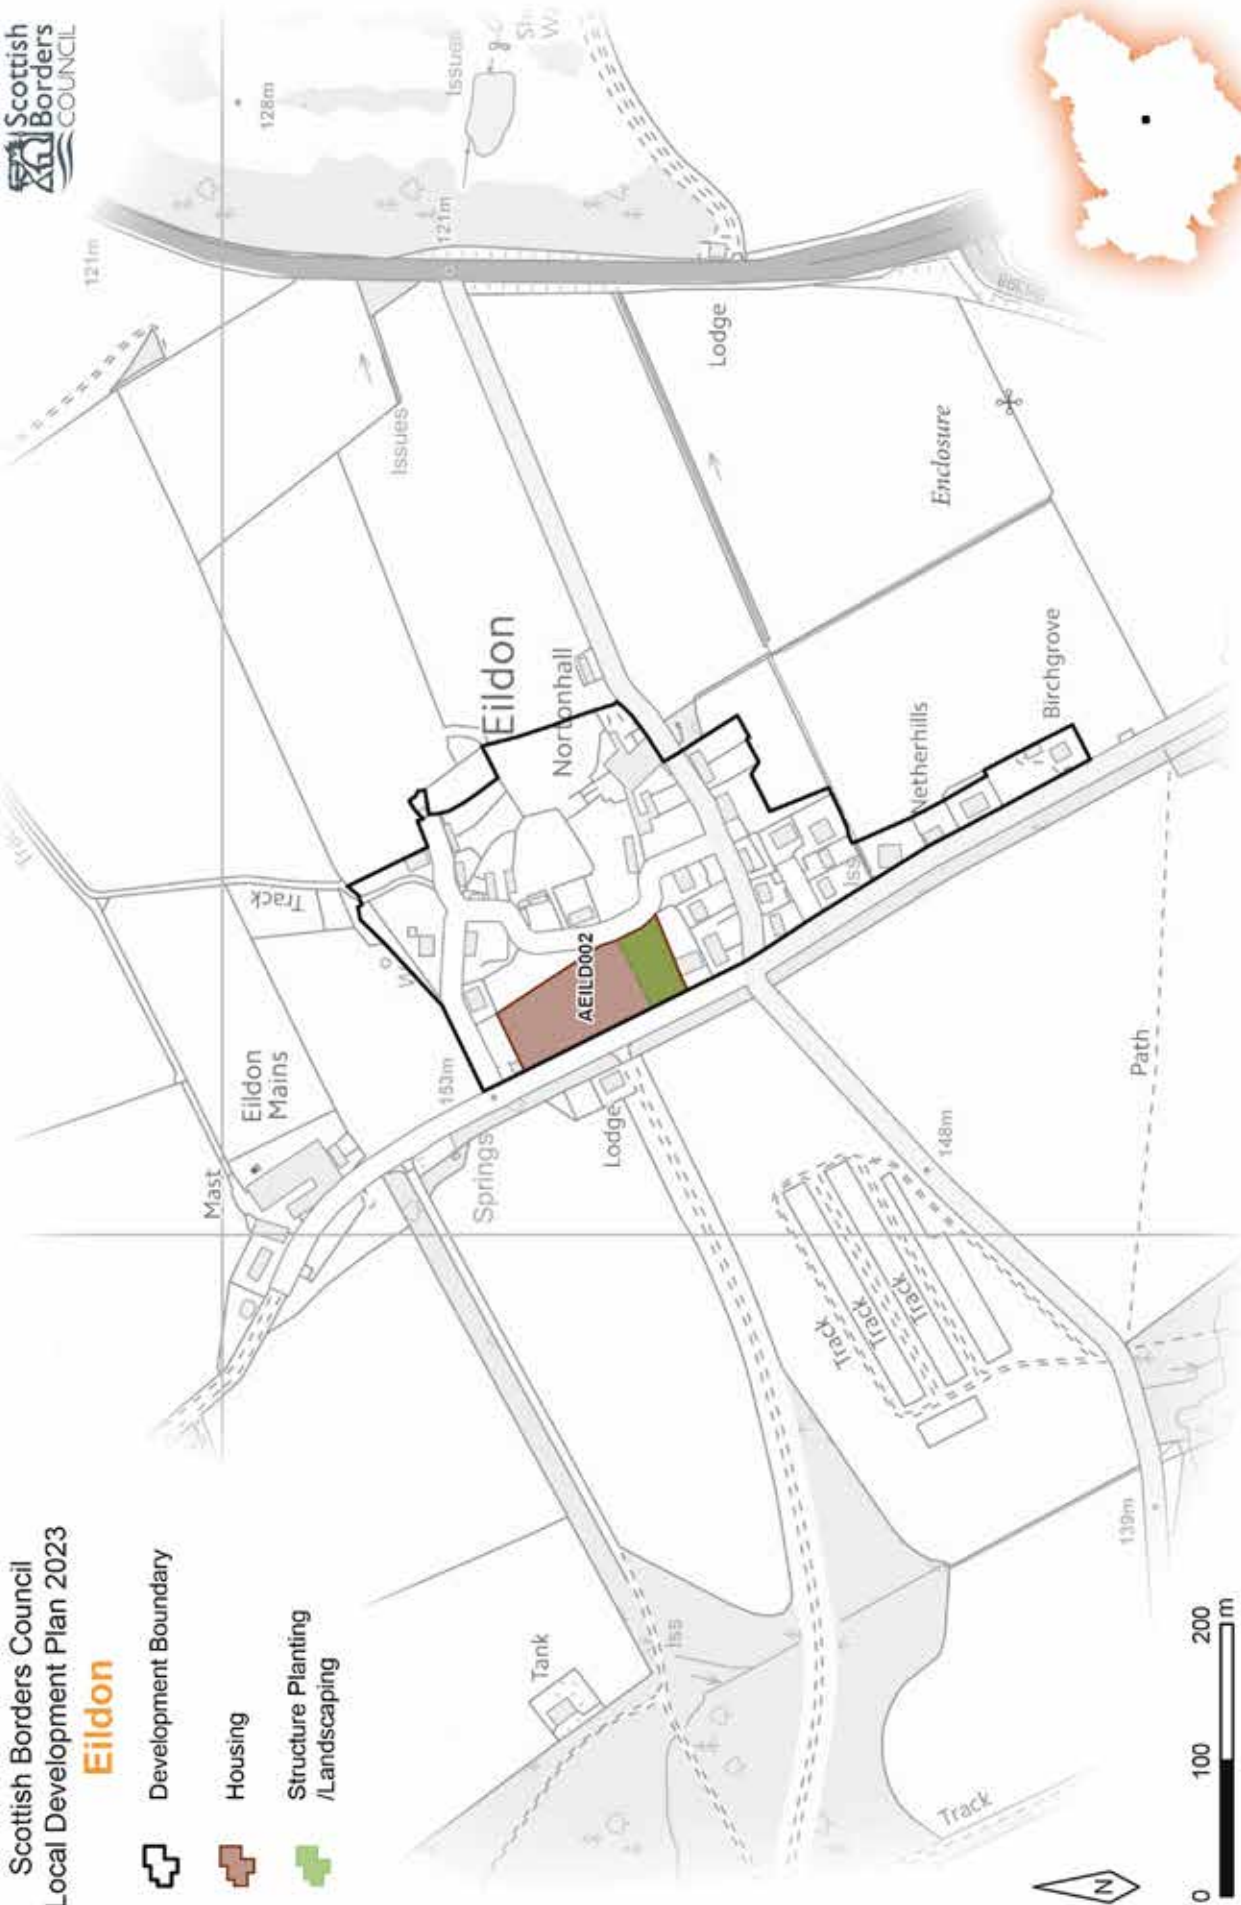 Scottish Borders Council
Local Development Plan 2023
Eildon
Scottish
Borders
COUNCIL
Development Boundary
Housing
Structure Planting
/Landscaping
121m
128m
Track
Mast
Eildon
Mains
Issues
153m
121m
Issues
Springs
Eildon
Tank
Nortonhall
AEILD002
Lodge
Iss
Lodge
Track
Track
Track
Iss
Netherhills
Enclosure
148m
Track
Birchgrove
139m
Path
N
0
100
200
m